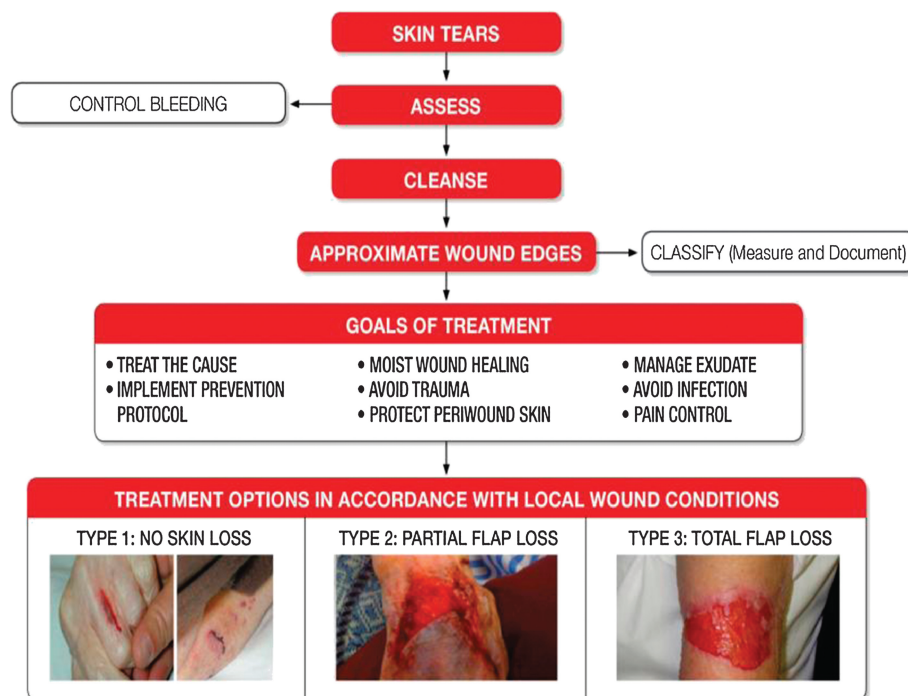 SKIN TEARS
CONTROL BLEEDING
ASSESS
CLEANSE
APPROXIMATE WOUND EDGES
CLASSIFY (Measure and Document)
GOALS OF TREATMENT
• TREAT THE CAUSE
• IMPLEMENT PREVENTION
PROTOCOL
• MOIST WOUND HEALING
• AVOID TRAUMA
• PROTECT PERIWOUND SKIN
• MANAGE EXUDATE
• AVOID INFECTION
• PAIN CONTROL
TREATMENT OPTIONS IN ACCORDANCE WITH LOCAL WOUND CONDITIONS
TYPE 1: NO SKIN LOSS
TYPE 2: PARTIAL FLAP LOSS
TYPE 3: TOTAL FLAP LOSS